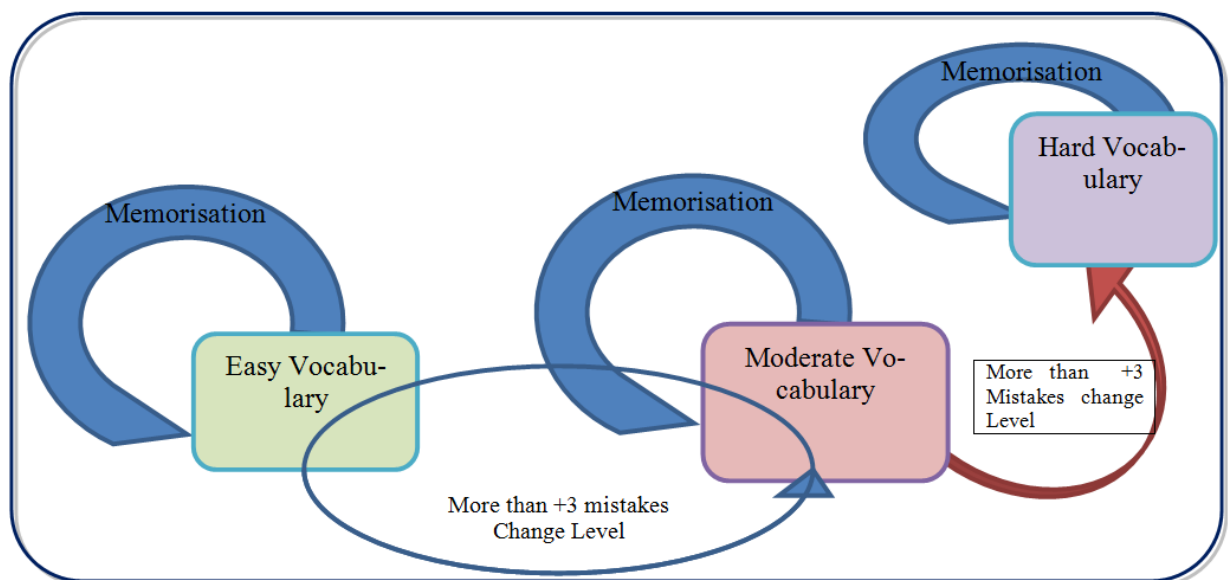 Memorisation
Hard Vocab-
ulary
Memorisation
Memorisation
Easy Vocabu-
lary
Moderate Vo-
cabulary
More than +3
Mistakes change
Level
More than +3 mistakes
Change Level